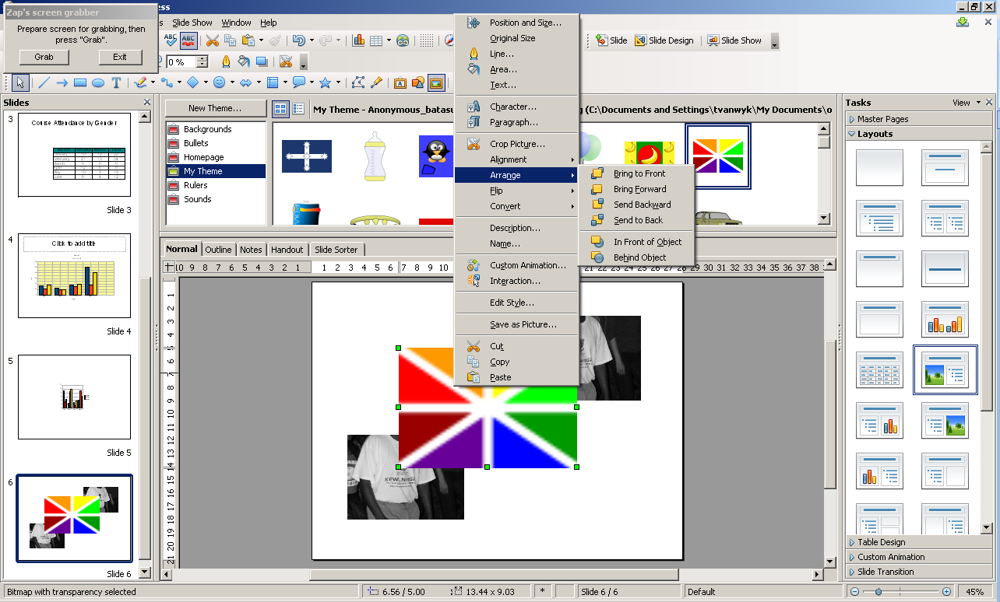 Zap's screen grabber
Prepare screen for grabbing, then
press "Grab".
Grab
Exit
ess
s Slide Show Window Help
Slide
Slide Design
Slide Show
0 %
Slides
3
Course Attendance by Gender
Slide 3
4
Click to add title
Slide 4
5
Slide 5
6
Slide 6
New Theme...
My Theme - Anonymous_batasu
g (C:\Documents and Settings\tvanwyk\My Documents\o
Backgrounds
Bullets
Homepage
My Theme
Rulers
Sounds
Normal
Outline
Notes
Handout
Slide Sorter
10 9 8 7 6 5 4 3 2 1
1 2 3 4 5 6 7 8 9 10
21 22 23 24 25 26 27 28 29 30 31 32 33 34 35 36 37 38
1 2 3 4 5 6 7 8 9 10 11 12 13 14 15 16 17 18 19 20 21
Position and Size...
Original Size
Line...
Area...
Text...
Character...
Paragraph...
Crop Picture...
Alignment
Arrange
Flip
Convert
Description...
Name...
Custom Animation...
Interaction...
Edit Style...
Save as Picture...
Cut
Copy
Paste
Bring to Front
Bring Forward
Send Backward
Send to Back
In Front of Object
Behind Object
Tasks
View
Master Pages
Layouts
Table Design
Custom Animation
Slide Transition
Bitmap with transparency selected
6.56 / 5.00
13.44 x 9.03
*
Slide 6 / 6
Default
45%